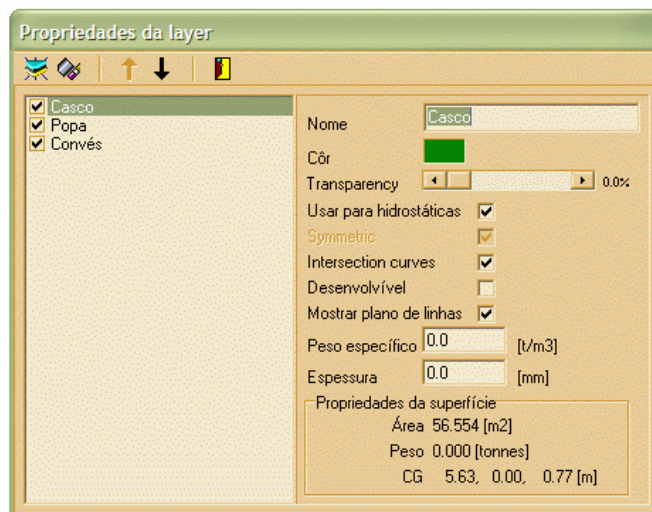 Propriedades da layer
Casco
Popa
Convés
Nome Casco
Côr
Transparency 0.0%
Usar para hidrostáticas
Symmetric
Intersection curves
Desenvolvível
Mostrar plano de linhas
Peso específico 0.0 [t/m3]
Espessura 0.0 [mm]
Propriedades da superfície
Área 56.554 [m2]
Peso 0.000 [tonnes]
CG 5.63, 0.00, 0.77 [m]